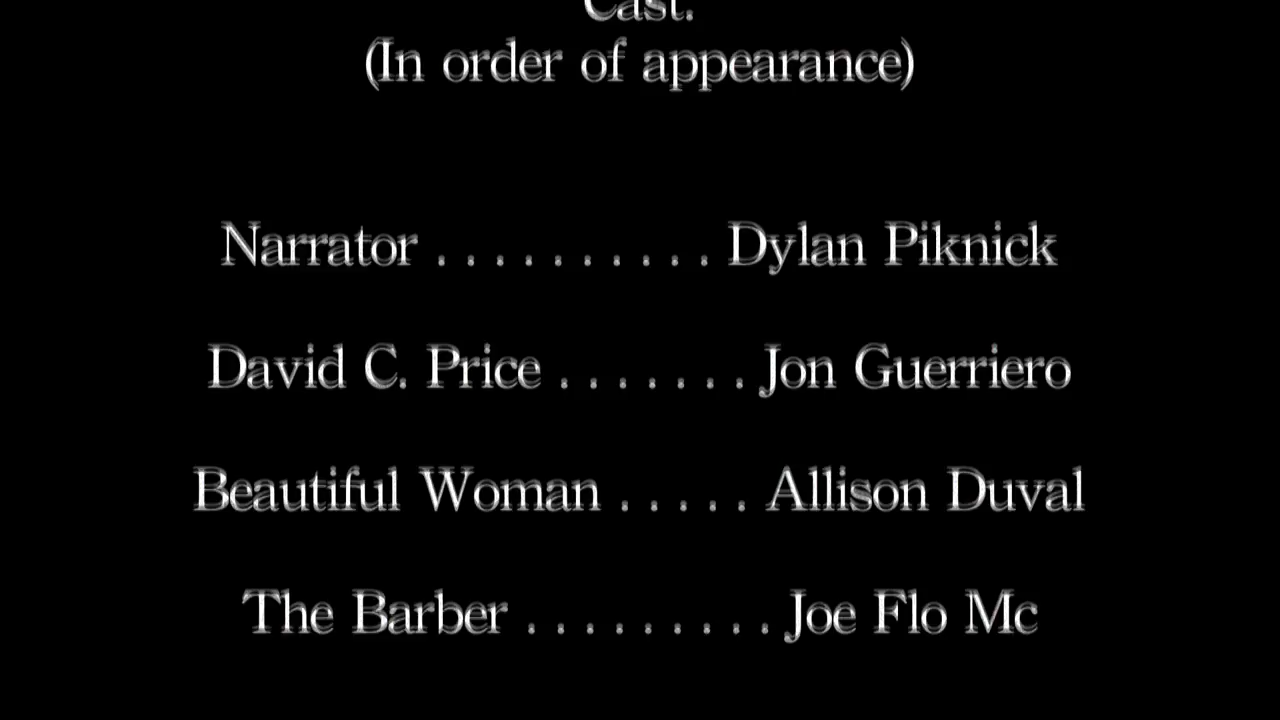 Cast.
(In order of appearance)
Narrator . . . . . . . . . . Dylan Piknick
David C. Price . . . . . . . Jon Guerriero
Beautiful Woman . . . . . Allison Duval
The Barber . . . . . . . . . Joe Flo Mc